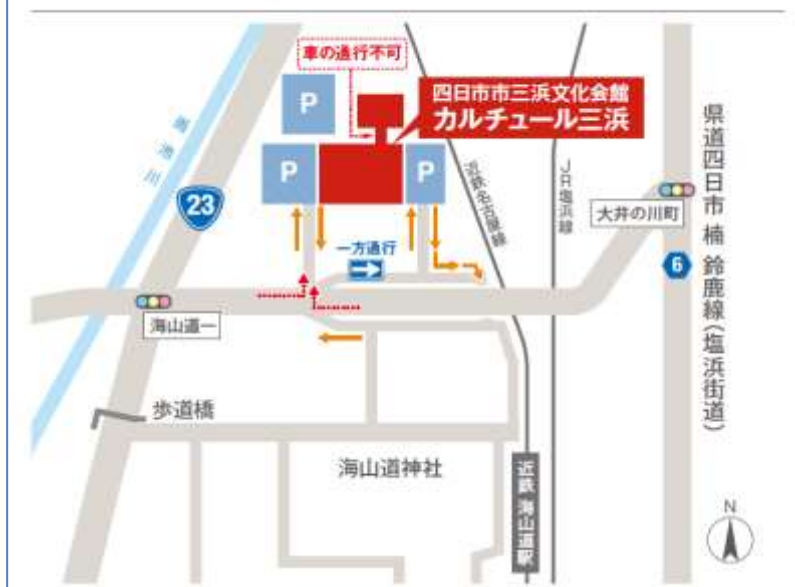 車の通行不可
P
四日市市三浜文化会館
カルチュール三浜
P
P
23
三滝
近鉄名古屋線
JR塩浜線
大井の川町
県道四日市 楠 鈴鹿線(塩浜街道)
6
一方通行
海山道一
歩道橋
海山道神社
近鉄 海山道駅
N